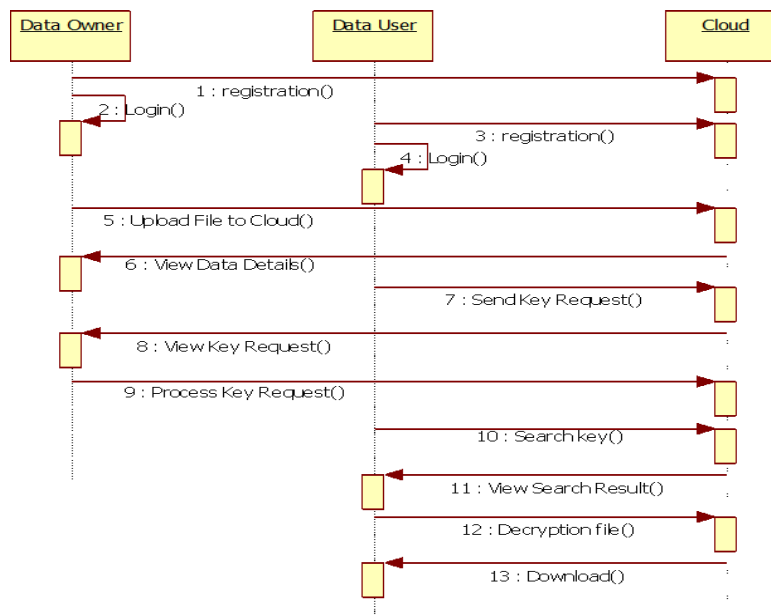 Data Owner
Data User
Cloud
1 : registration()
2 : Login()
3 : registration()
4 : Login()
5 : Upload File to Cloud()
6 : View Data Details()
7 : Send Key Request()
8 : View Key Request()
9 : Process Key Request()
10 : Search key()
11 : View Search Result()
12 : Decryption file()
13 : Download()